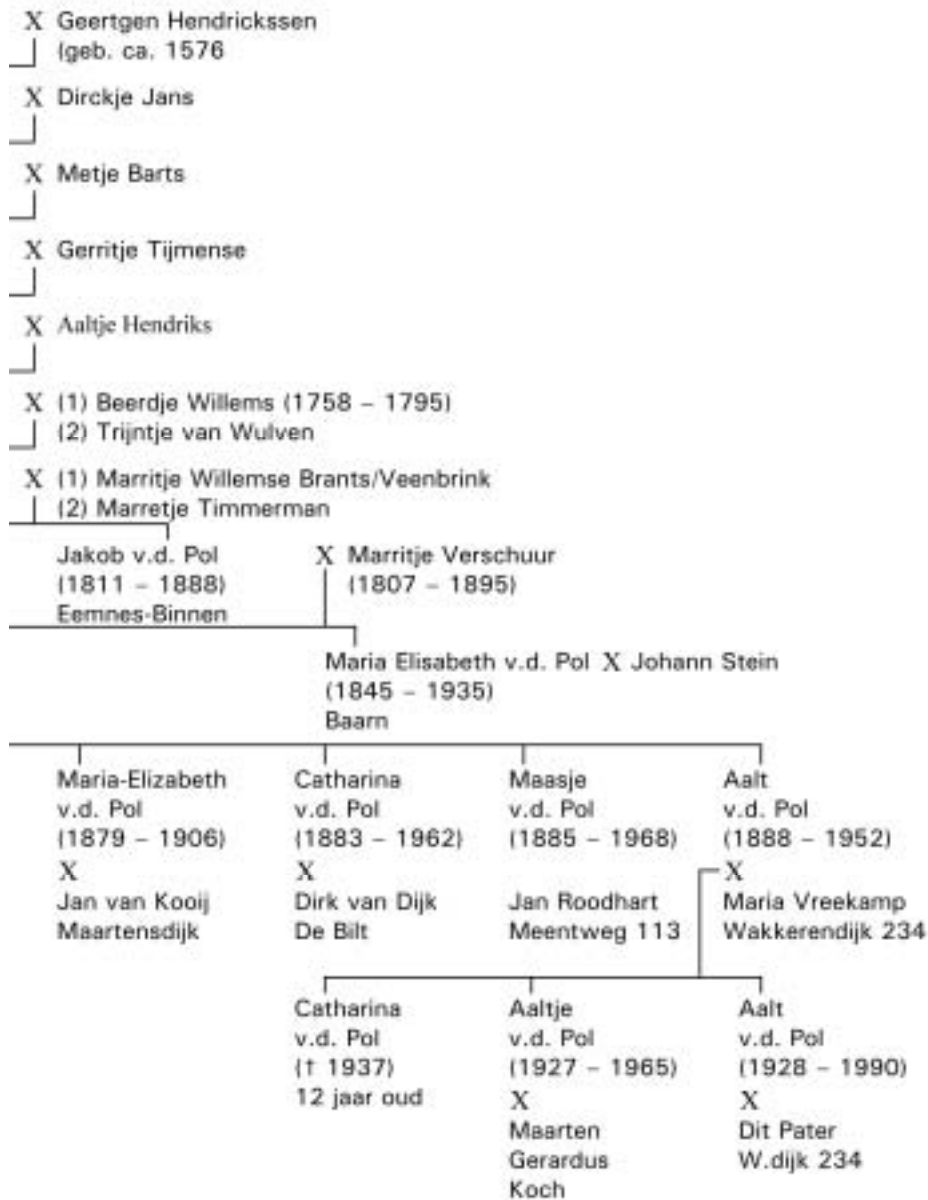 X Geertgen Hendrickssen
(geb. ca. 1576
X Dirckje Jans
X Metje Barts
X Gerritje Tijmense
X Aaltje Hendriks
X (1) Beerdje Willems (1758 – 1795)
(2) Trijntje van Wulven
X (1) Marritje Willemse Brants/Veenbrink
(2) Marretje Timmerman
Jakob v.d. Pol X Marritje Verschuur
(1811 – 1888) (1807 – 1895)
Eemnes-Binnen
Maria Elisabeth v.d. Pol X Johann Stein
(1845 – 1935)
Baarn
Maria-Elizabeth
v.d. Pol
(1879 – 1906)
X
Jan van Kooij
Maartensdijk
Catharina
v.d. Pol
(1883 – 1962)
X
Dirk van Dijk
De Bilt
Maasje
v.d. Pol
(1885 – 1968)
Jan Roodhart
Meentweg 113
Aalt
v.d. Pol
(1888 – 1952)
X
Maria Vreekamp
Wakkerendijk 234
Catharina
v.d. Pol
(† 1937)
12 jaar oud
Aaltje
v.d. Pol
(1927 – 1965)
X
Maarten
Gerardus
Koch
Aalt
v.d. Pol
(1928 – 1990)
X
Dit Pater
W.dijk 234